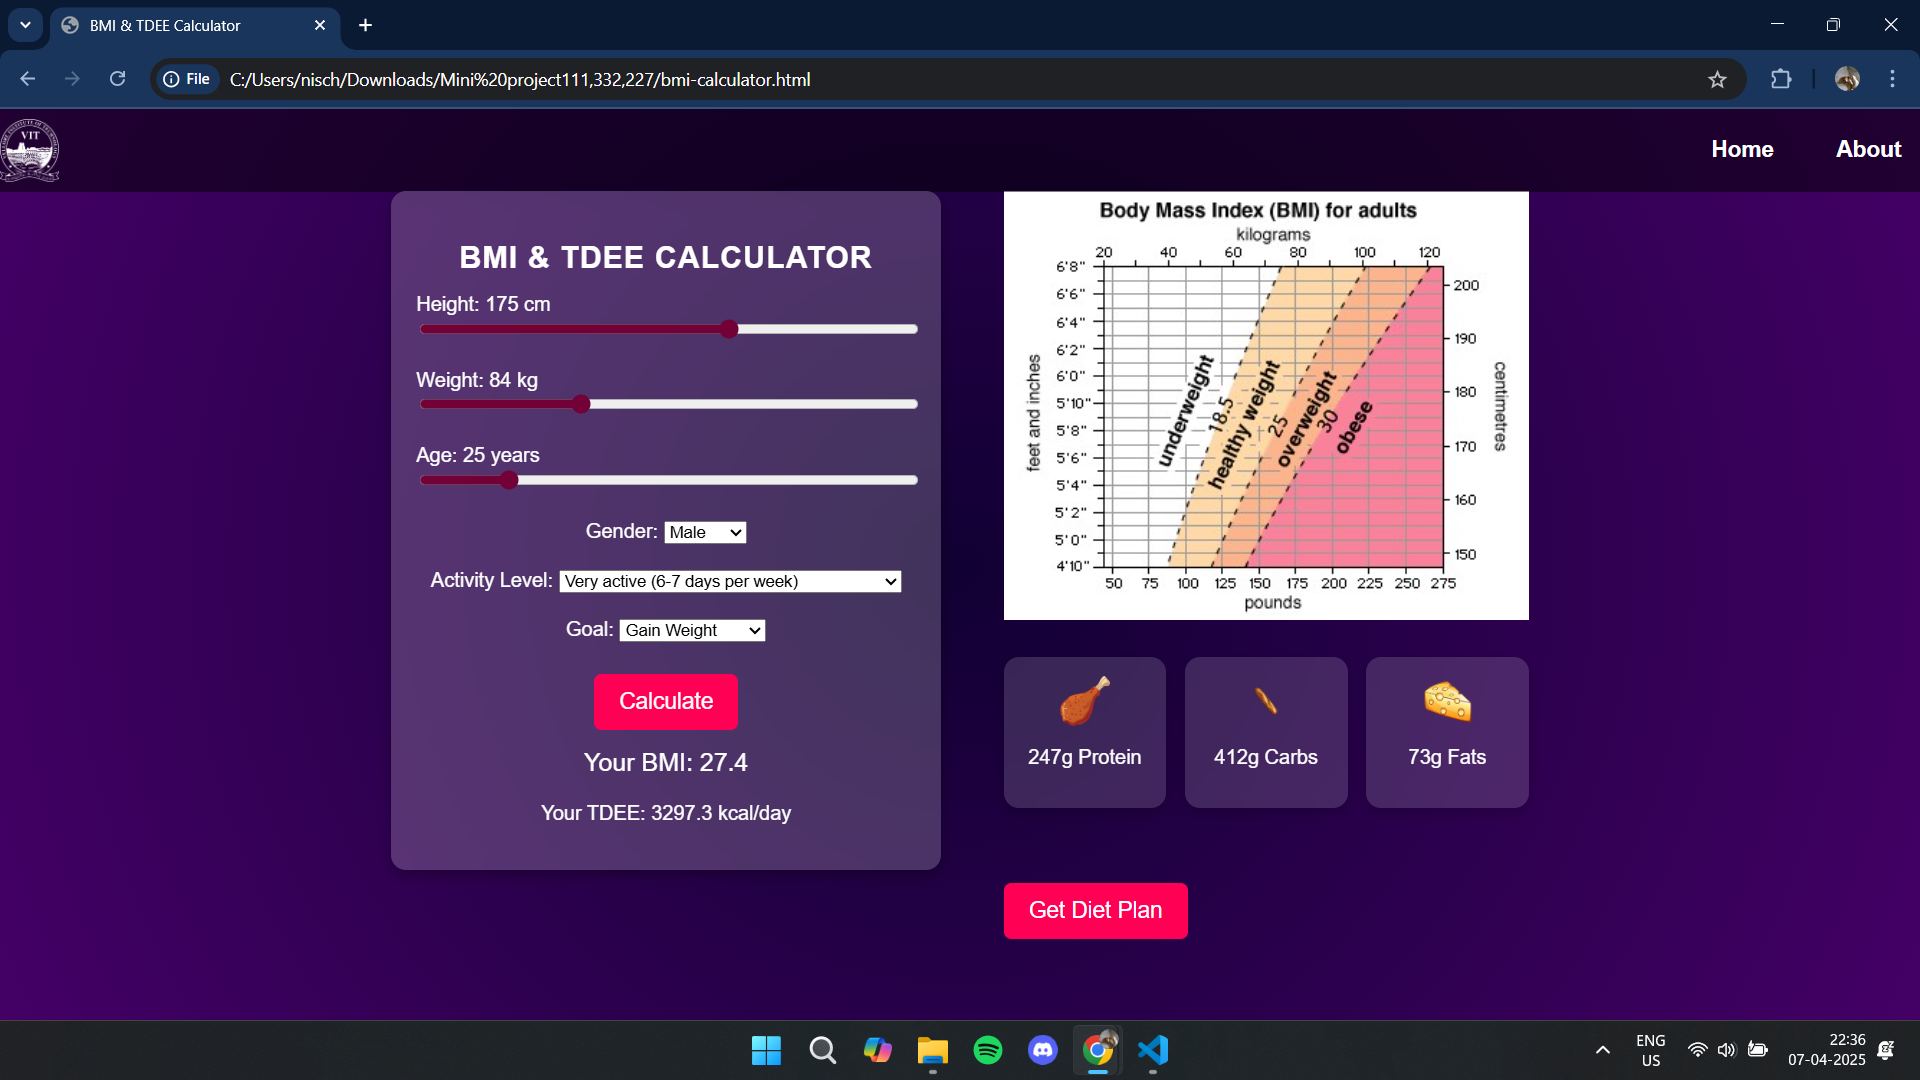 BMI & TDEE Calculator
File
C:/Users/nisch/Downloads/Mini%20project111,332,227/bmi-calculator.html
VIT
Home
About
BMI & TDEE CALCULATOR
Height: 175 cm
Weight: 84 kg
Age: 25 years
Gender: Male
Activity Level: Very active (6-7 days per week)
Goal: Gain Weight
Calculate
Your BMI: 27.4
Your TDEE: 3297.3 kcal/day
Body Mass Index (BMI) for adults
kilograms
20 40 60 80 100 120
6'8"
6'6"
6'4"
6'2"
6'0"
5'10"
5'8"
5'6"
5'4"
5'2"
5'0"
4'10"
feet and inches
underweight
18.5
healthy weight
25
overweight
30
obese
200
190
180
170
160
150
centimetres
50 75 100 125 150 175 200 225 250 275
pounds
247g Protein
412g Carbs
73g Fats
Get Diet Plan
ENG
US
22:36
07-04-2025